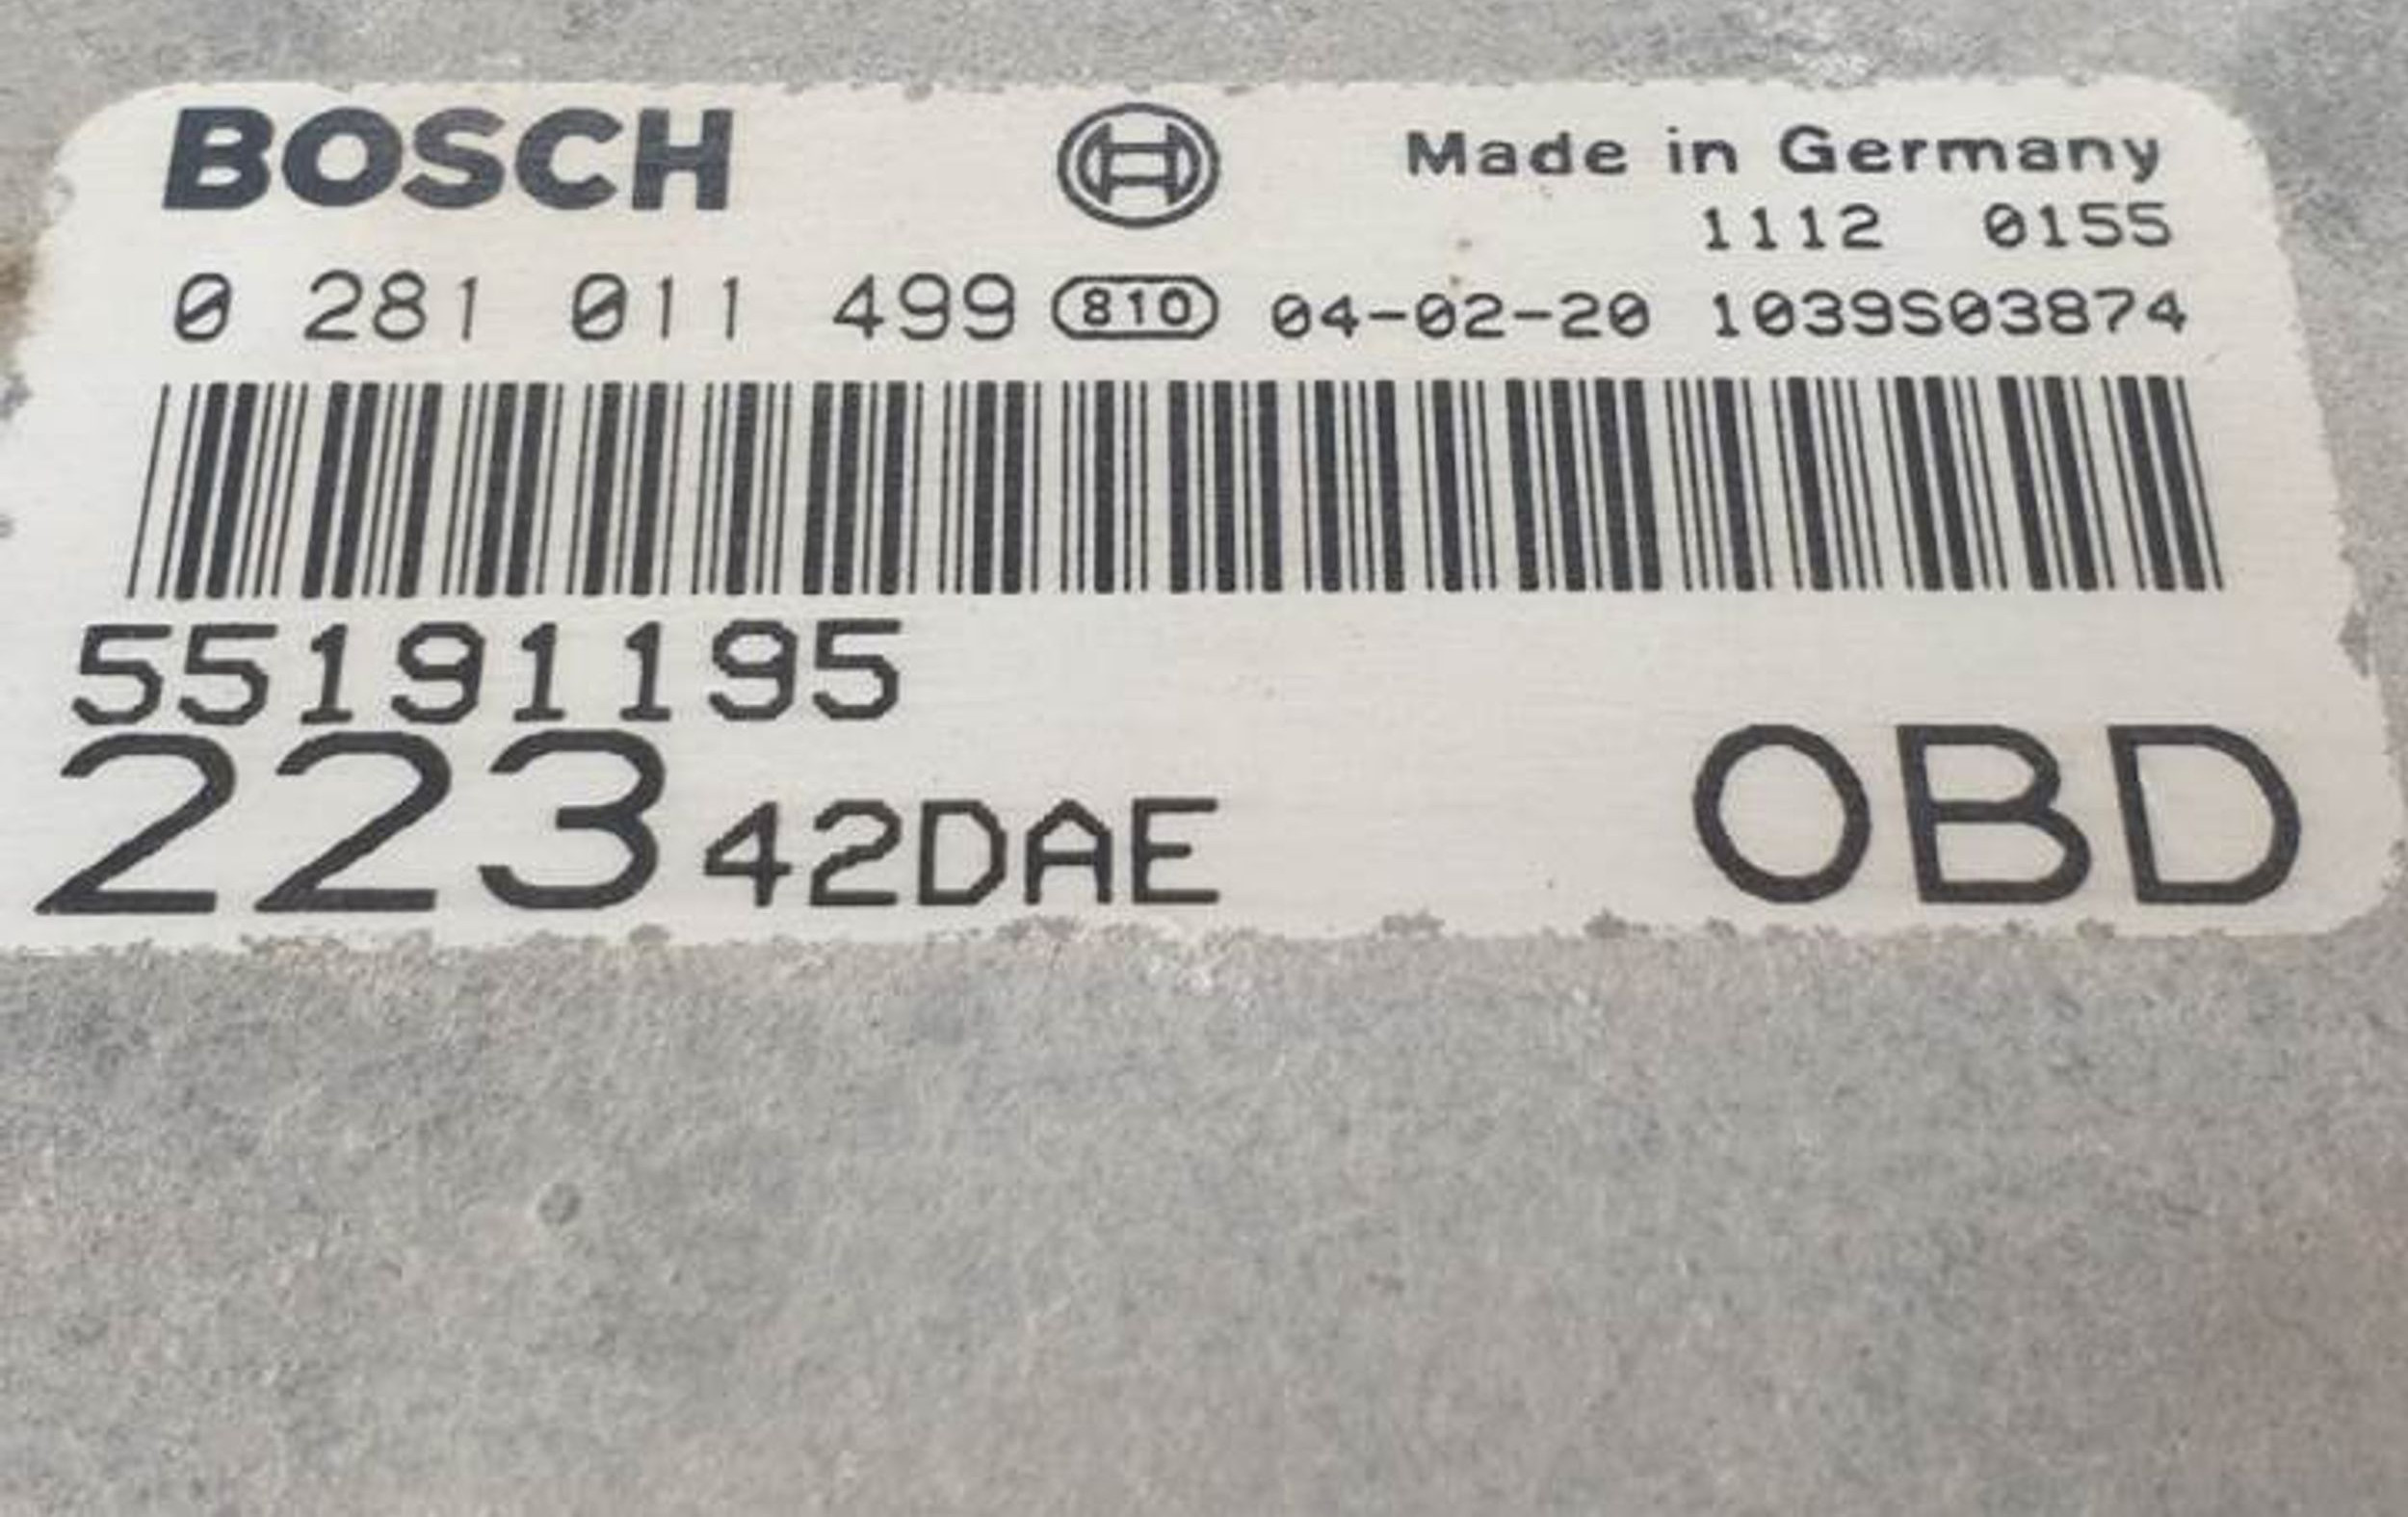 BOSCH Made in Germany
1112 0155
0 281 011 499 810 04-02-20 1039S03874
55191195
223 42DAE OBD